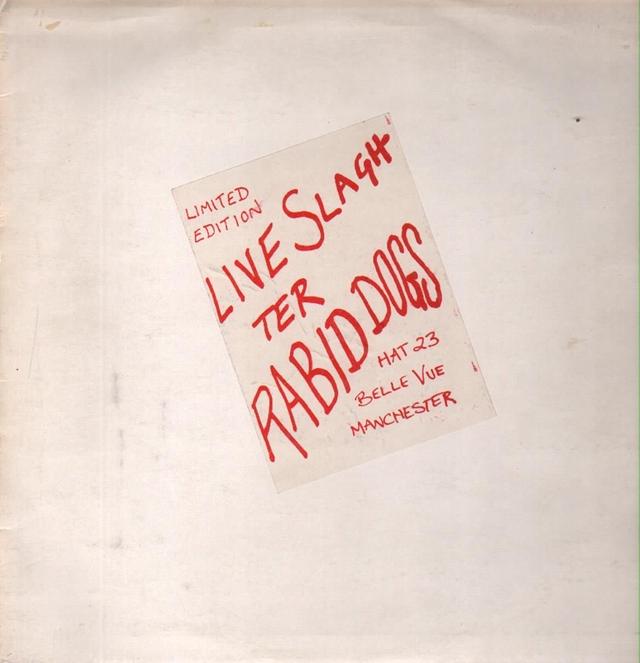 LIMITED
EDITION
LIVE SLAGH
TER
RABID DOGS
HAT 23
BELLE VUE
MANCHESTER